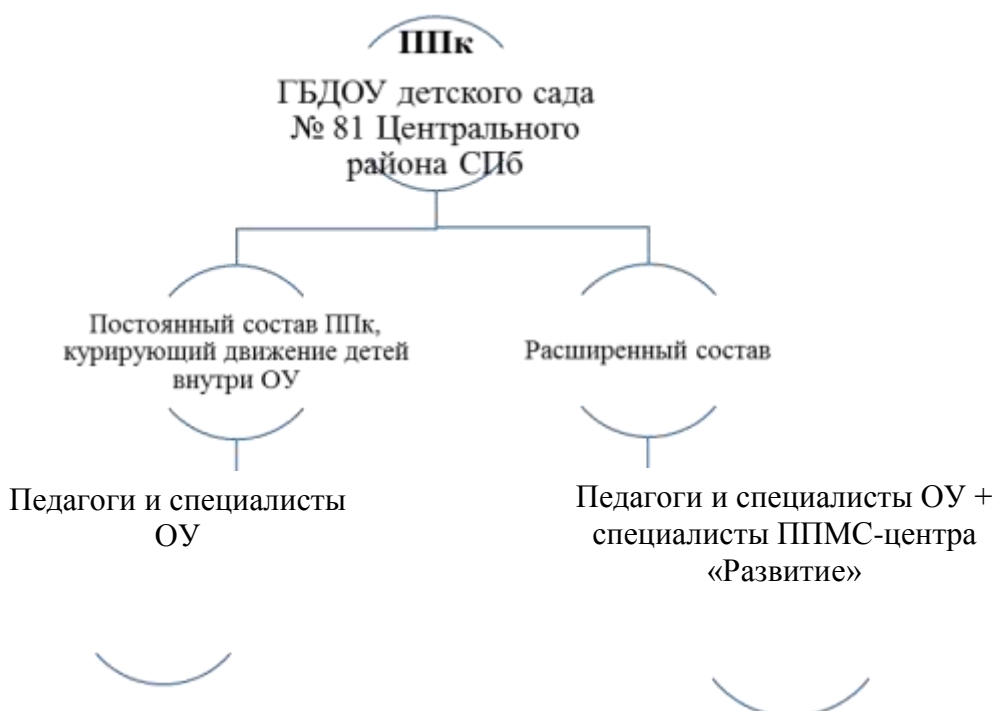 ППк
ГБДОУ детского сада
№ 81 Центрального
района СПб
Постоянный состав ППк,
курирующий движение детей
внутри ОУ
Расширенный состав
Педагоги и специалисты
ОУ
Педагоги и специалисты ОУ +
специалисты ППМС-центра
«Развитие»